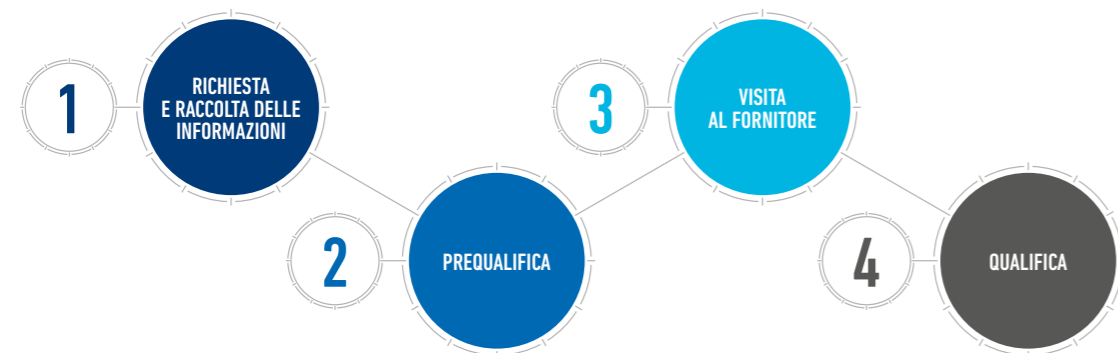 1
RICHIESTA
E RACCOLTA DELLE
INFORMAZIONI
2
PREQUALIFICA
3
VISITA
AL FORNITORE
4
QUALIFICA